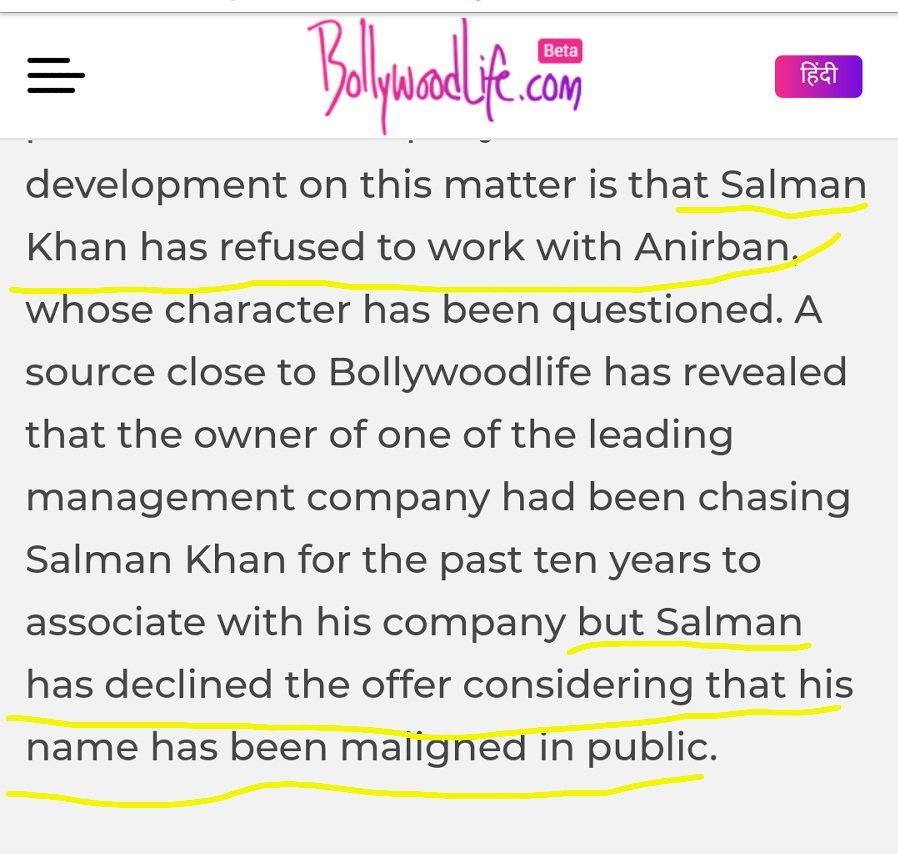 Bollywoodlife.com Beta
हिंदी
development on this matter is that Salman
Khan has refused to work with Anirban,
whose character has been questioned. A
source close to Bollywoodlife has revealed
that the owner of one of the leading
management company had been chasing
Salman Khan for the past ten years to
associate with his company but Salman
has declined the offer considering that his
name has been maligned in public.